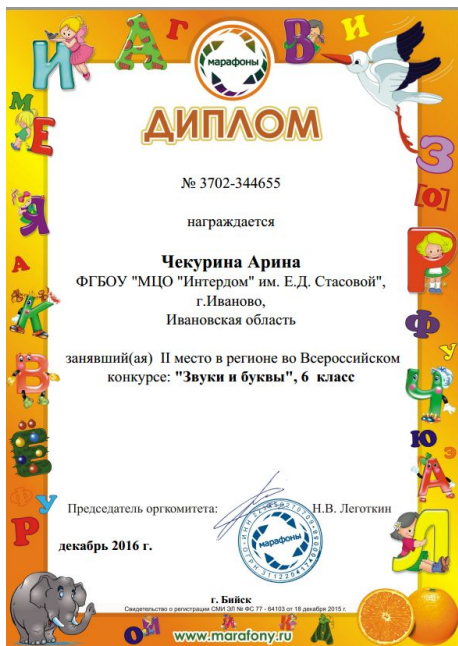 марафоны
ДИПЛОМ
№ 3702-344655
награждается
Чекурина Арина
ФГБОУ "МЦО "Интердом" им. Е.Д. Стасовой",
г.Иваново,
Ивановская область
занявший(ая) II место в регионе во Всероссийском
конкурсе: "Звуки и буквы", 6 класс
Председатель оргкомитета:
Н.В. Леготкин
марафоны
декабрь 2016 г.
г. Бийск
Свидетельство о регистрации СМИ ЭЛ № ФС 77 - 64103 от 18 декабря 2015 г.
www.marafony.ru